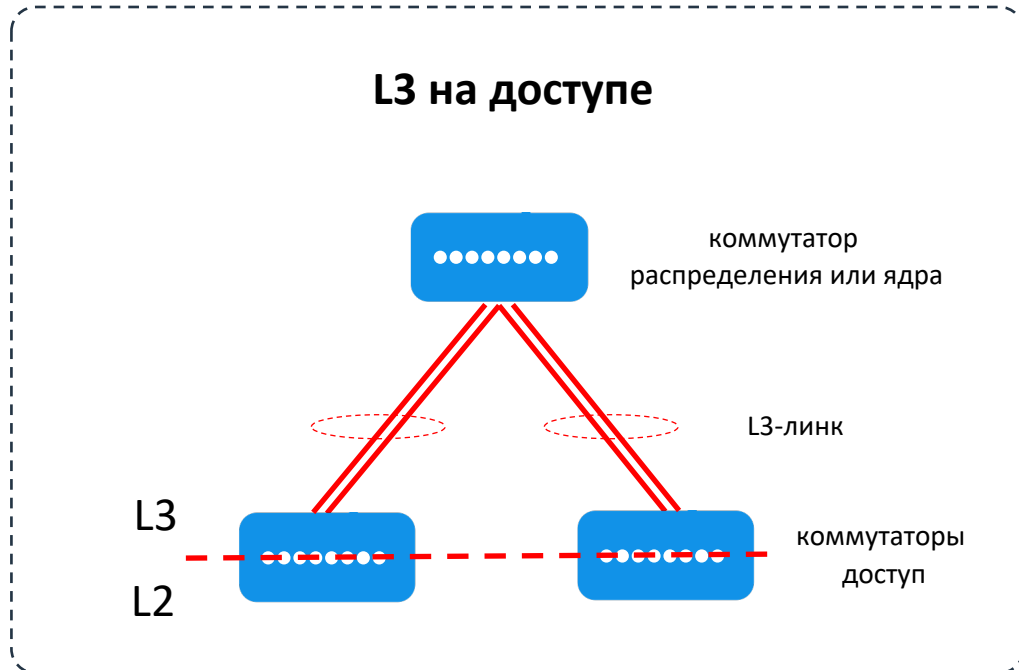 L3 на доступе
коммутатор
распределения или ядра
L3-линк
L3
L2
коммутаторы
доступ